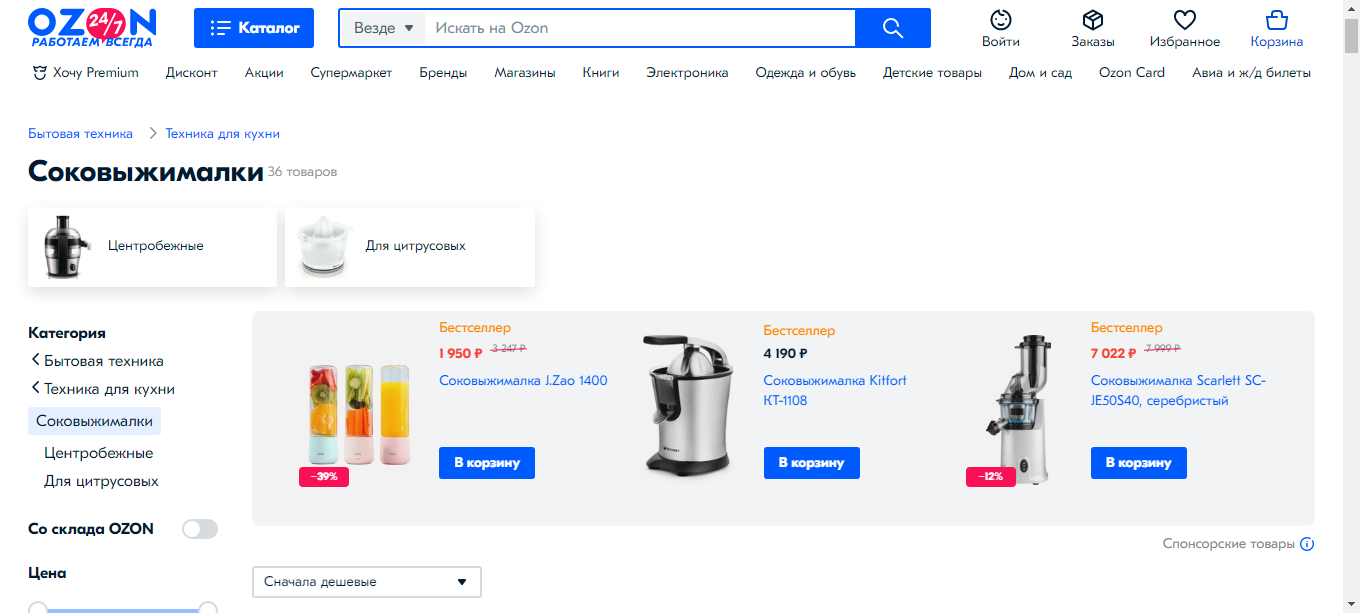 OZON 24/7
РАБОТАЕМ ВСЕГДА
Каталог
Везде
Искать на Ozon
Войти
Заказы
Избранное
Корзина
Хочу Premium
Дисконт
Акции
Супермаркет
Бренды
Магазины
Книги
Электроника
Одежда и обувь
Детские товары
Дом и сад
Ozon Card
Авиа и ж/д билеты
Бытовая техника
Техника для кухни
Соковыжималки 36 товаров
Центробежные
Для цитрусовых
Категория
Бытовая техника
Техника для кухни
Соковыжималки
Центробежные
Для цитрусовых
Со склада OZON
Цена
Бестселлер
1 950 ₽ 3 247 ₽
Соковыжималка J.Zao 1400
В корзину
−39%
Бестселлер
4 190 ₽
Соковыжималка Kitfort
КТ-1108
В корзину
Бестселлер
7 022 ₽ 7 999 ₽
Соковыжималка Scarlett SC-
JE50S40, серебристый
В корзину
−12%
Спонсорские товары
Сначала дешевые